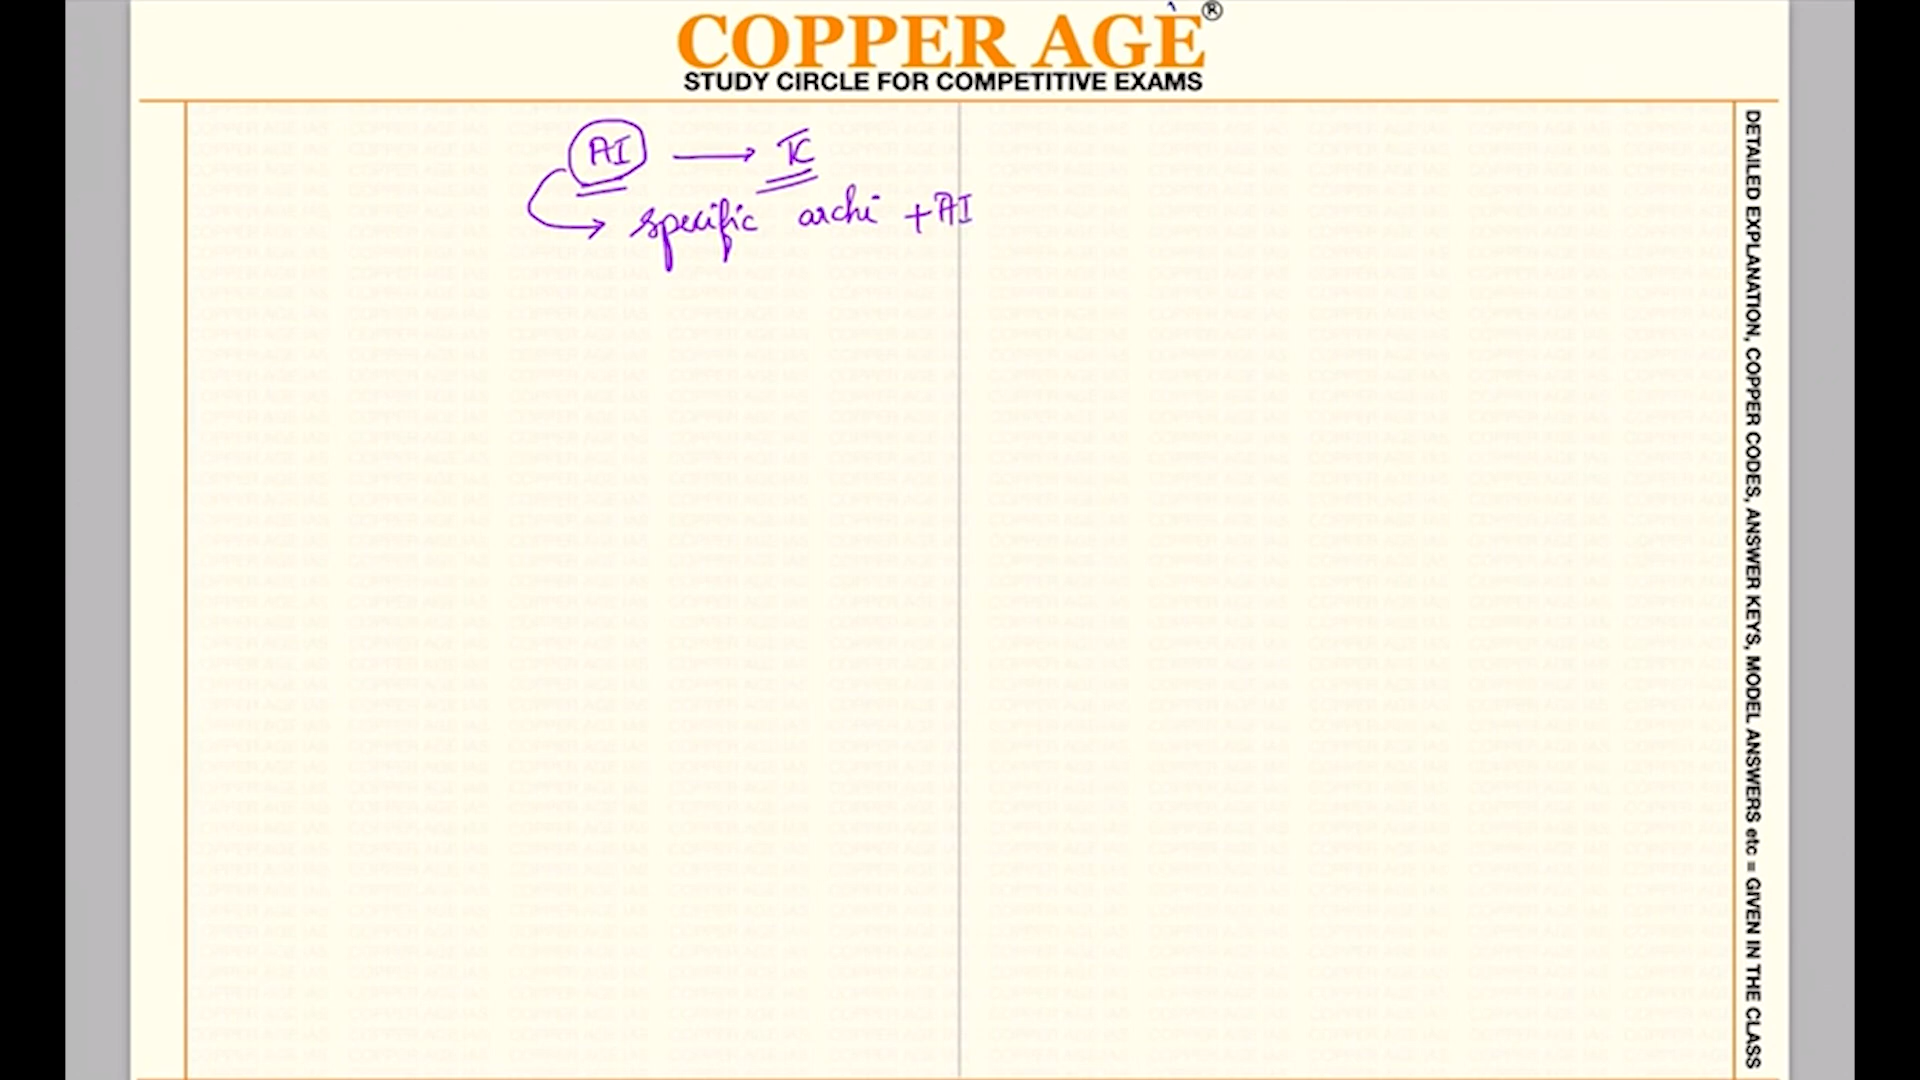 COPPER AGE®
STUDY CIRCLE FOR COMPETITIVE EXAMS
AI → TC
→ specific archi + AI
DETAILED EXPLANATION, COPPER CODES, ANSWER KEYS, MODEL ANSWERS etc = GIVEN IN THE CLASS